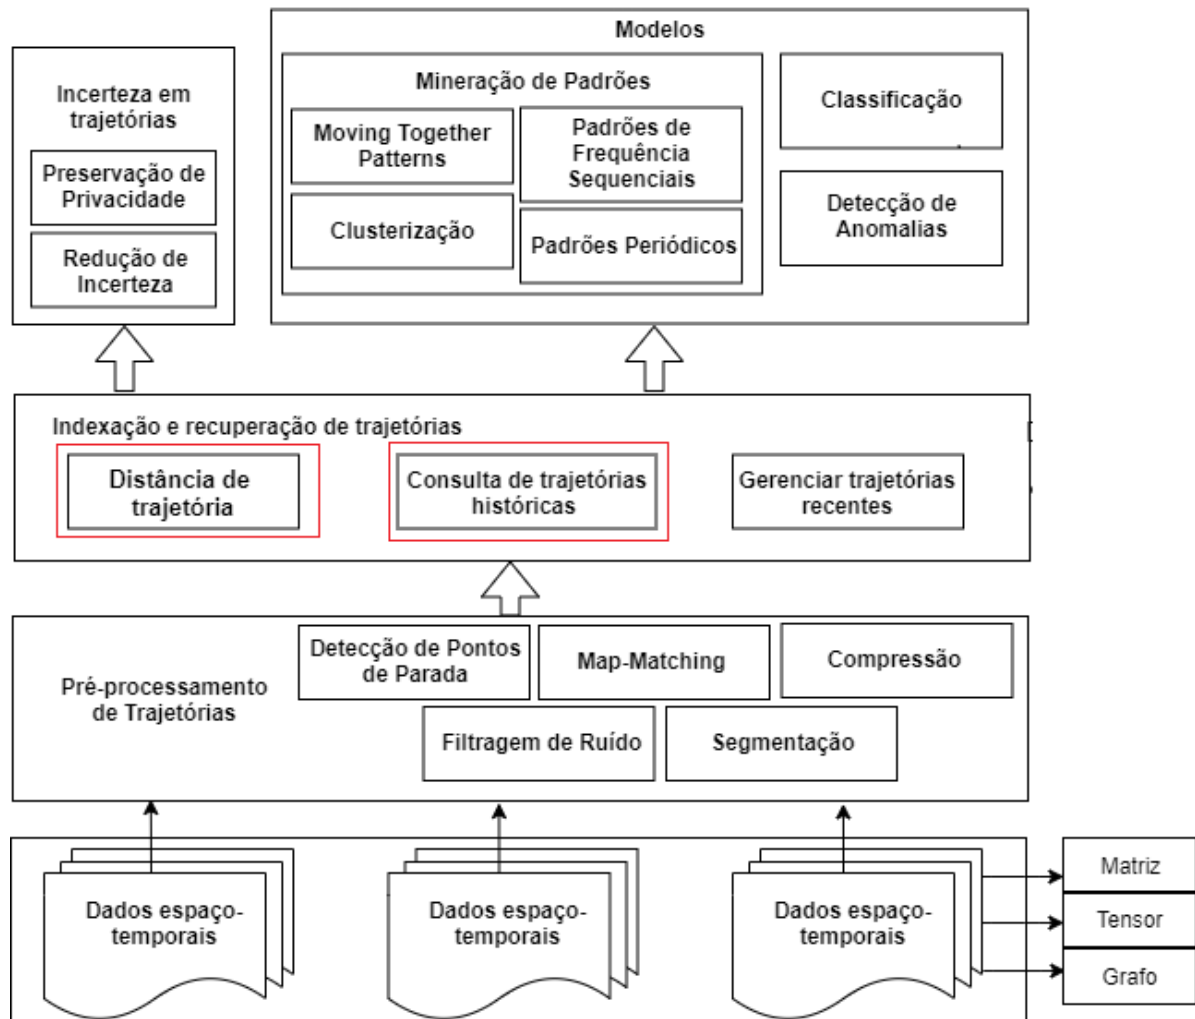 Modelos
Incerteza em
trajetórias
Preservação de
Privacidade
Redução de
Incerteza
Mineração de Padrões
Moving Together
Patterns
Padrões de
Frequência
Sequenciais
Clusterização
Padrões Periódicos
Classificação
Detecção de
Anomalias
Indexação e recuperação de trajetórias
Distância de
trajetória
Consulta de trajetórias
históricas
Gerenciar trajetórias
recentes
Pré-processamento
de Trajetórias
Detecção de Pontos
de Parada
Map-Matching
Compressão
Filtragem de Ruído
Segmentação
Dados espaço-
temporais
Dados espaço-
temporais
Dados espaço-
temporais
Matriz
Tensor
Grafo